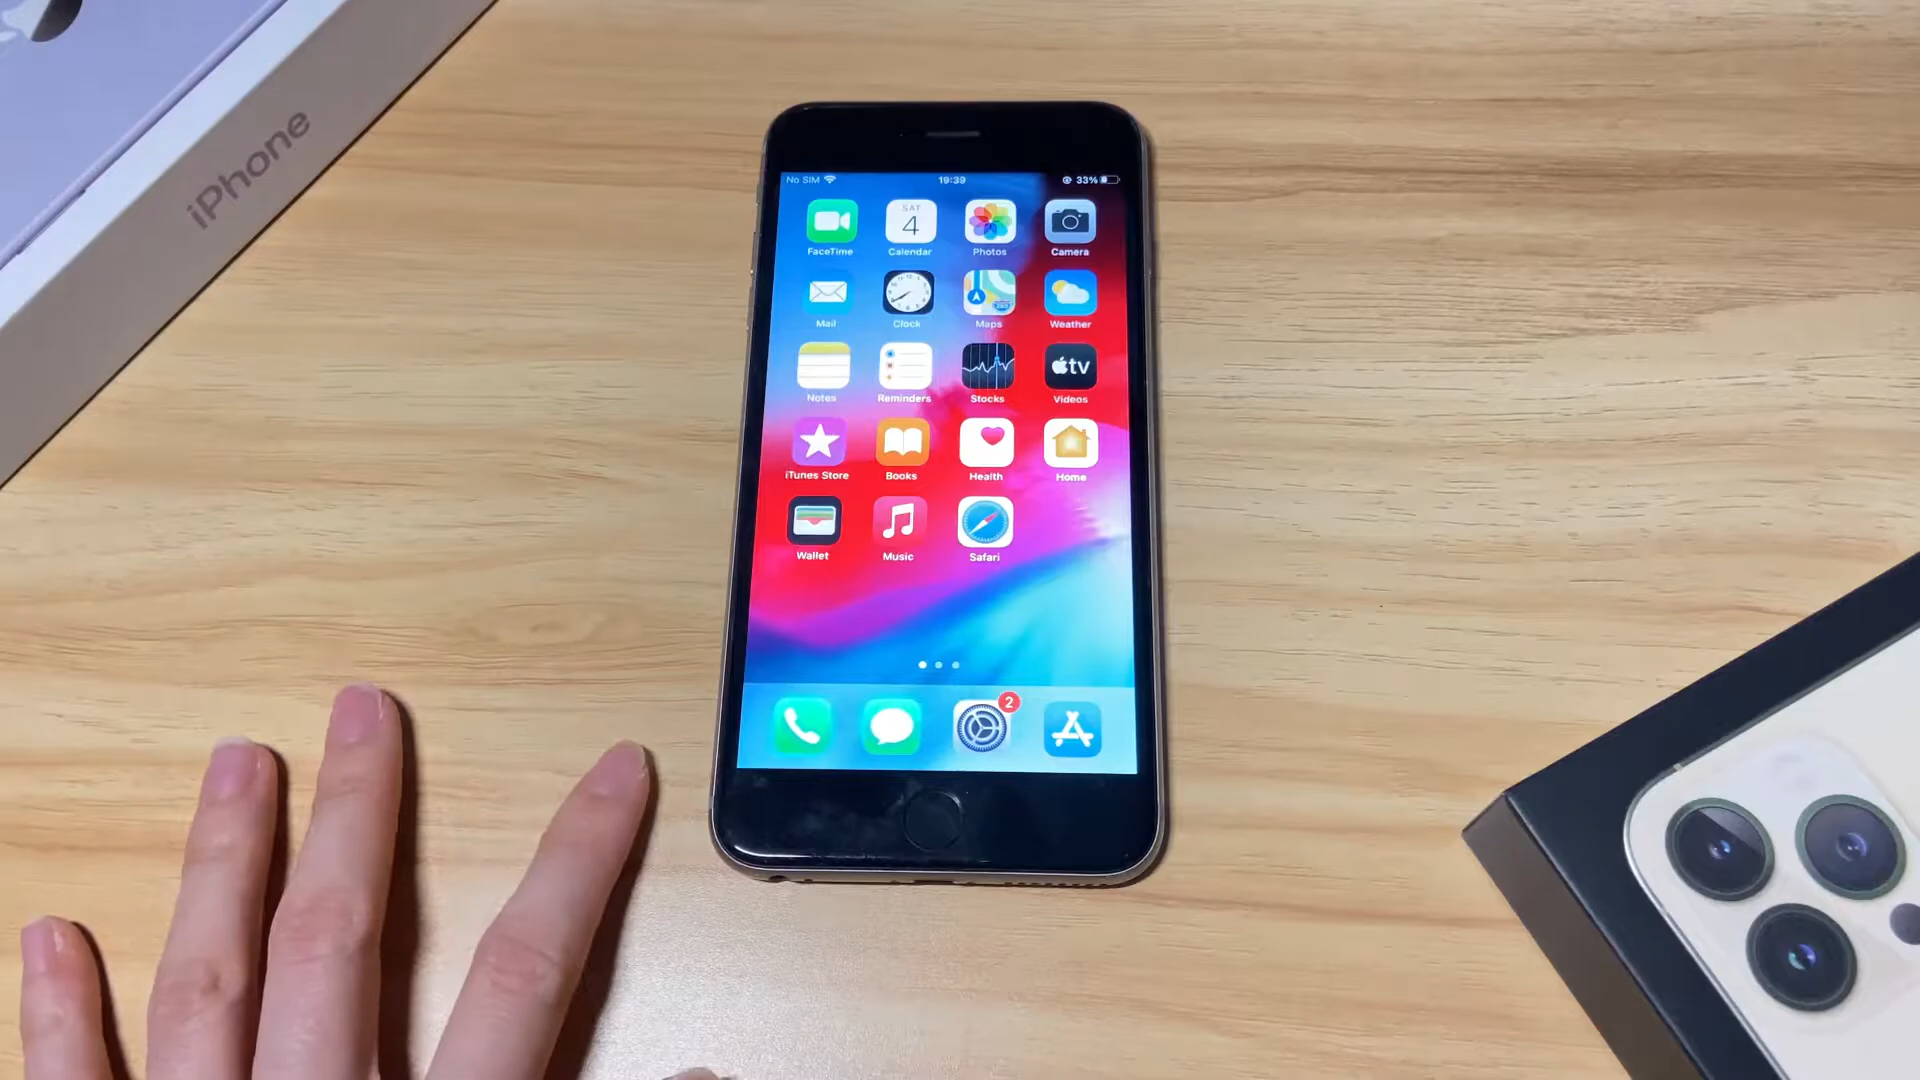 iPhone
No SIM 19:39 33%
SAT
4
FaceTime Calendar Photos Camera
Mail Clock Maps Weather
tv
Notes Reminders Stocks Videos
iTunes Store Books Health Home
Wallet Music Safari
2